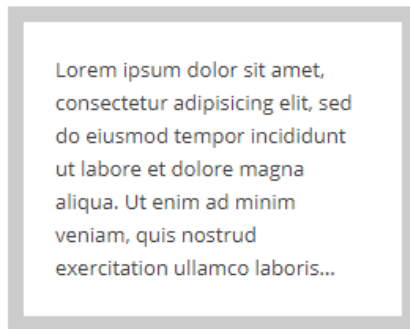 Lorem ipsum dolor sit amet,
consectetur adipisicing elit, sed
do eiusmod tempor incididunt
ut labore et dolore magna
aliqua. Ut enim ad minim
veniam, quis nostrud
exercitation ullamco laboris...